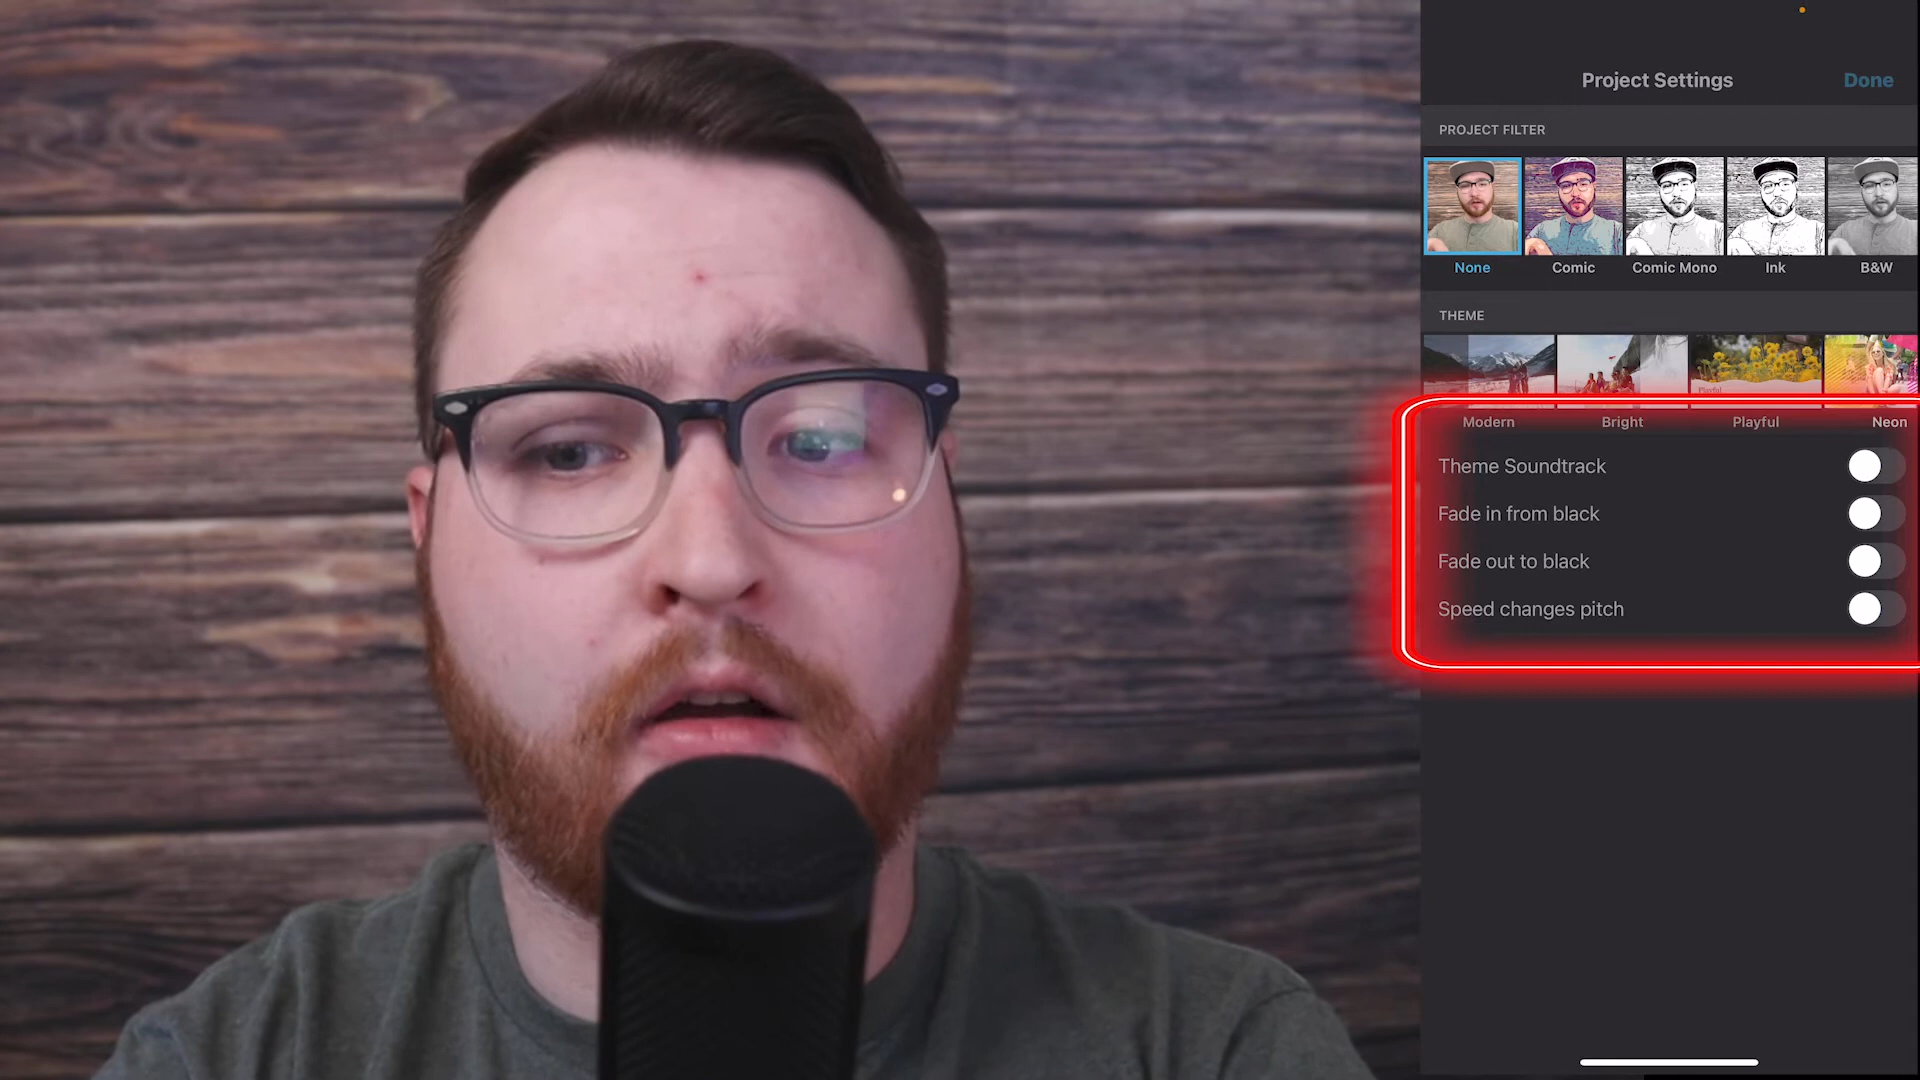 Project Settings
Done
PROJECT FILTER
None
Comic
Comic Mono
Ink
B&W
THEME
Playful
Modern
Bright
Playful
Neon
Theme Soundtrack
Fade in from black
Fade out to black
Speed changes pitch